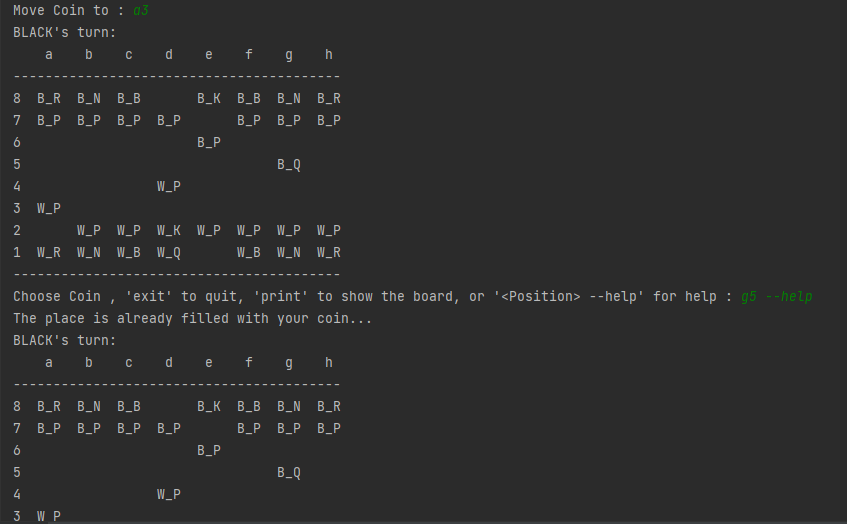 Move Coin to : a3
BLACK's turn:
    a   b   c   d   e   f   g   h
-----------------------------------------
8  B_R  B_N  B_B       B_K  B_B  B_N  B_R
7  B_P  B_P  B_P  B_P       B_P  B_P  B_P
6                      B_P
5                                B_Q
4                 W_P
3  W_P
2       W_P  W_P  W_K  W_P  W_P  W_P  W_P
1  W_R  W_N  W_B  W_Q       W_B  W_N  W_R
-----------------------------------------
Choose Coin , 'exit' to quit, 'print' to show the board, or '<Position> --help' for help : g5 --help
The place is already filled with your coin...
BLACK's turn:
    a   b   c   d   e   f   g   h
-----------------------------------------
8  B_R  B_N  B_B       B_K  B_B  B_N  B_R
7  B_P  B_P  B_P  B_P       B_P  B_P  B_P
6                      B_P
5                                B_Q
4                 W_P
3  W_P